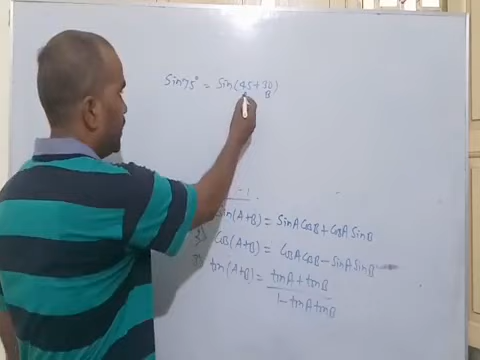 Sin75° = Sin(45+30)
A B
-1
Sin(A+B) = SinA CosB + CosA SinB
Cos(A+B) = CosA CosB - SinA SinB
tan(A+B) = tanA + tanB
1 - tanA tanB